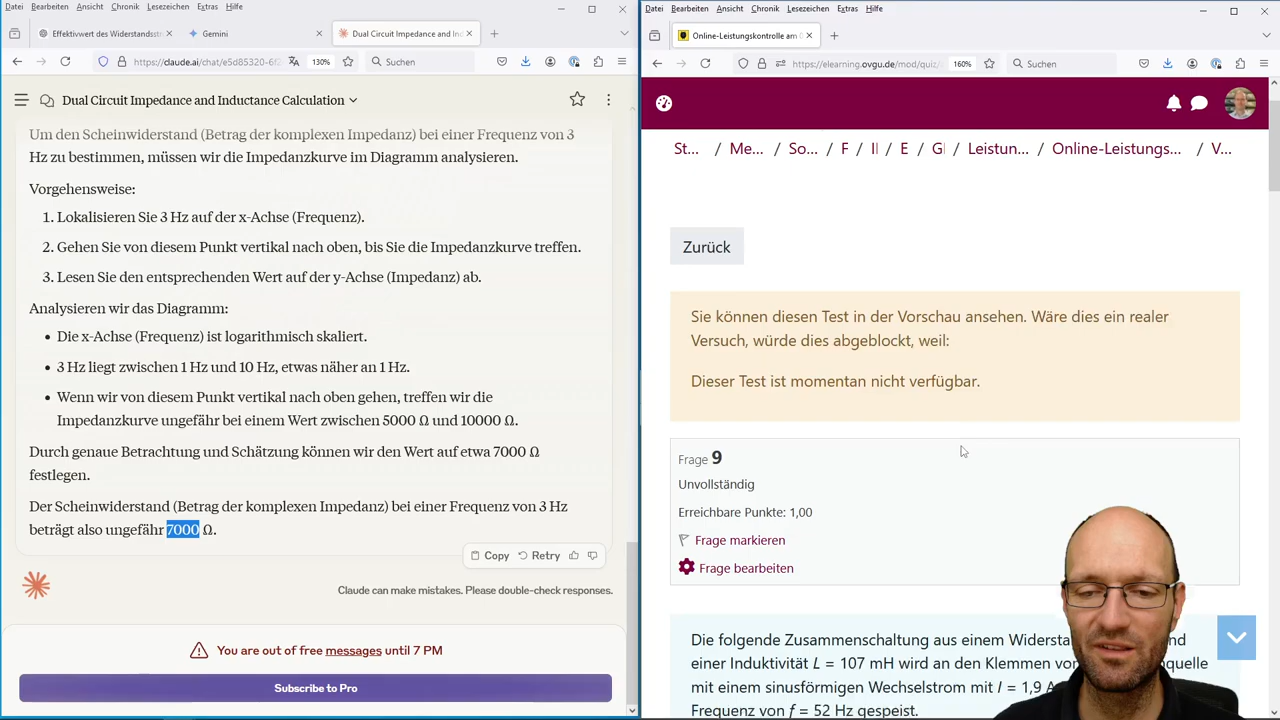 Datei Bearbeiten Ansicht Chronik Lesezeichen Extras Hilfe
Effektivwert des Widerstandsstr
Gemini
Dual Circuit Impedance and Ind
https://claude.ai/chat/e5d85320-6f2
130%
Suchen
Dual Circuit Impedance and Inductance Calculation
Um den Scheinwiderstand (Betrag der komplexen Impedanz) bei einer Frequenz von 3
Hz zu bestimmen, müssen wir die Impedanzkurve im Diagramm analysieren.
Vorgehensweise:
1. Lokalisieren Sie 3 Hz auf der x-Achse (Frequenz).
2. Gehen Sie von diesem Punkt vertikal nach oben, bis Sie die Impedanzkurve treffen.
3. Lesen Sie den entsprechenden Wert auf der y-Achse (Impedanz) ab.
Analysieren wir das Diagramm:
• Die x-Achse (Frequenz) ist logarithmisch skaliert.
• 3 Hz liegt zwischen 1 Hz und 10 Hz, etwas näher an 1 Hz.
• Wenn wir von diesem Punkt vertikal nach oben gehen, treffen wir die
Impedanzkurve ungefähr bei einem Wert zwischen 5000 Ω und 10000 Ω.
Durch genaue Betrachtung und Schätzung können wir den Wert auf etwa 7000 Ω
festlegen.
Der Scheinwiderstand (Betrag der komplexen Impedanz) bei einer Frequenz von 3 Hz
beträgt also ungefähr 7000 Ω.
Copy Retry
Claude can make mistakes. Please double-check responses.
You are out of free messages until 7 PM
Subscribe to Pro
Datei Bearbeiten Ansicht Chronik Lesezeichen Extras Hilfe
Online-Leistungskontrolle am
https://elearning.ovgu.de/mod/quiz/
160%
Suchen
St... / Me... / So... / F / / E / / Leistun... / Online-Leistungs... / V...
Zurück
Sie können diesen Test in der Vorschau ansehen. Wäre dies ein realer
Versuch, würde dies abgeblockt, weil:
Dieser Test ist momentan nicht verfügbar.
Frage 9
Unvollständig
Erreichbare Punkte: 1,00
Frage markieren
Frage bearbeiten
Die folgende Zusammenschaltung aus einem nd
einer Induktivität L = 107 mH wird an den Klemmen
mit einem sinusförmigen Wechselstrom mit I = 1,9
Frequenz von f = 52 Hz gespeist.